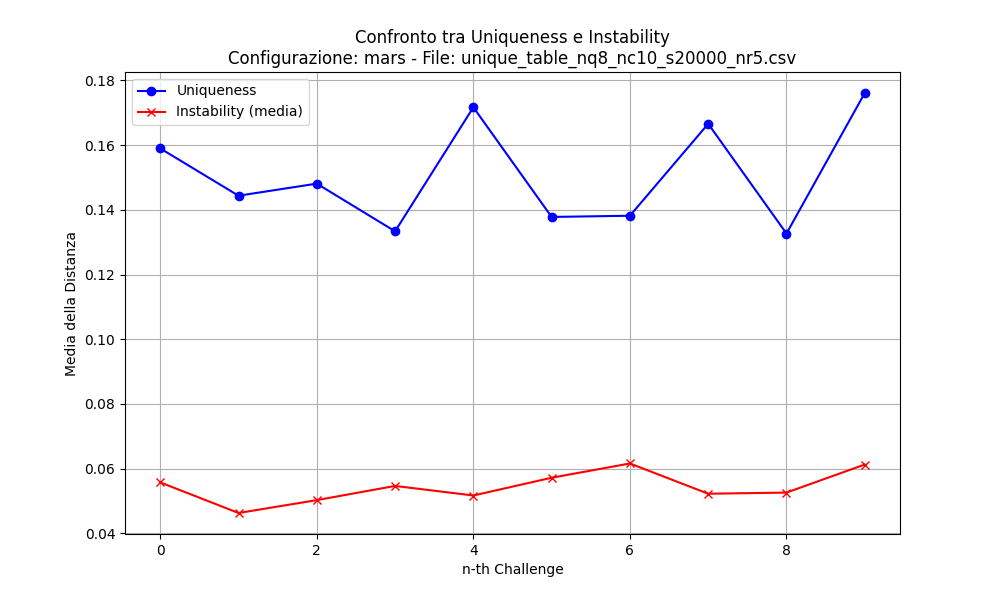 Confronto tra Uniqueness e Instability
Configurazione: mars - File: unique_table_nq8_nc10_s20000_nr5.csv
Uniqueness
Instability (media)
Media della Distanza
0.18
0.16
0.14
0.12
0.10
0.08
0.06
0.04
0 2 4 6 8
n-th Challenge